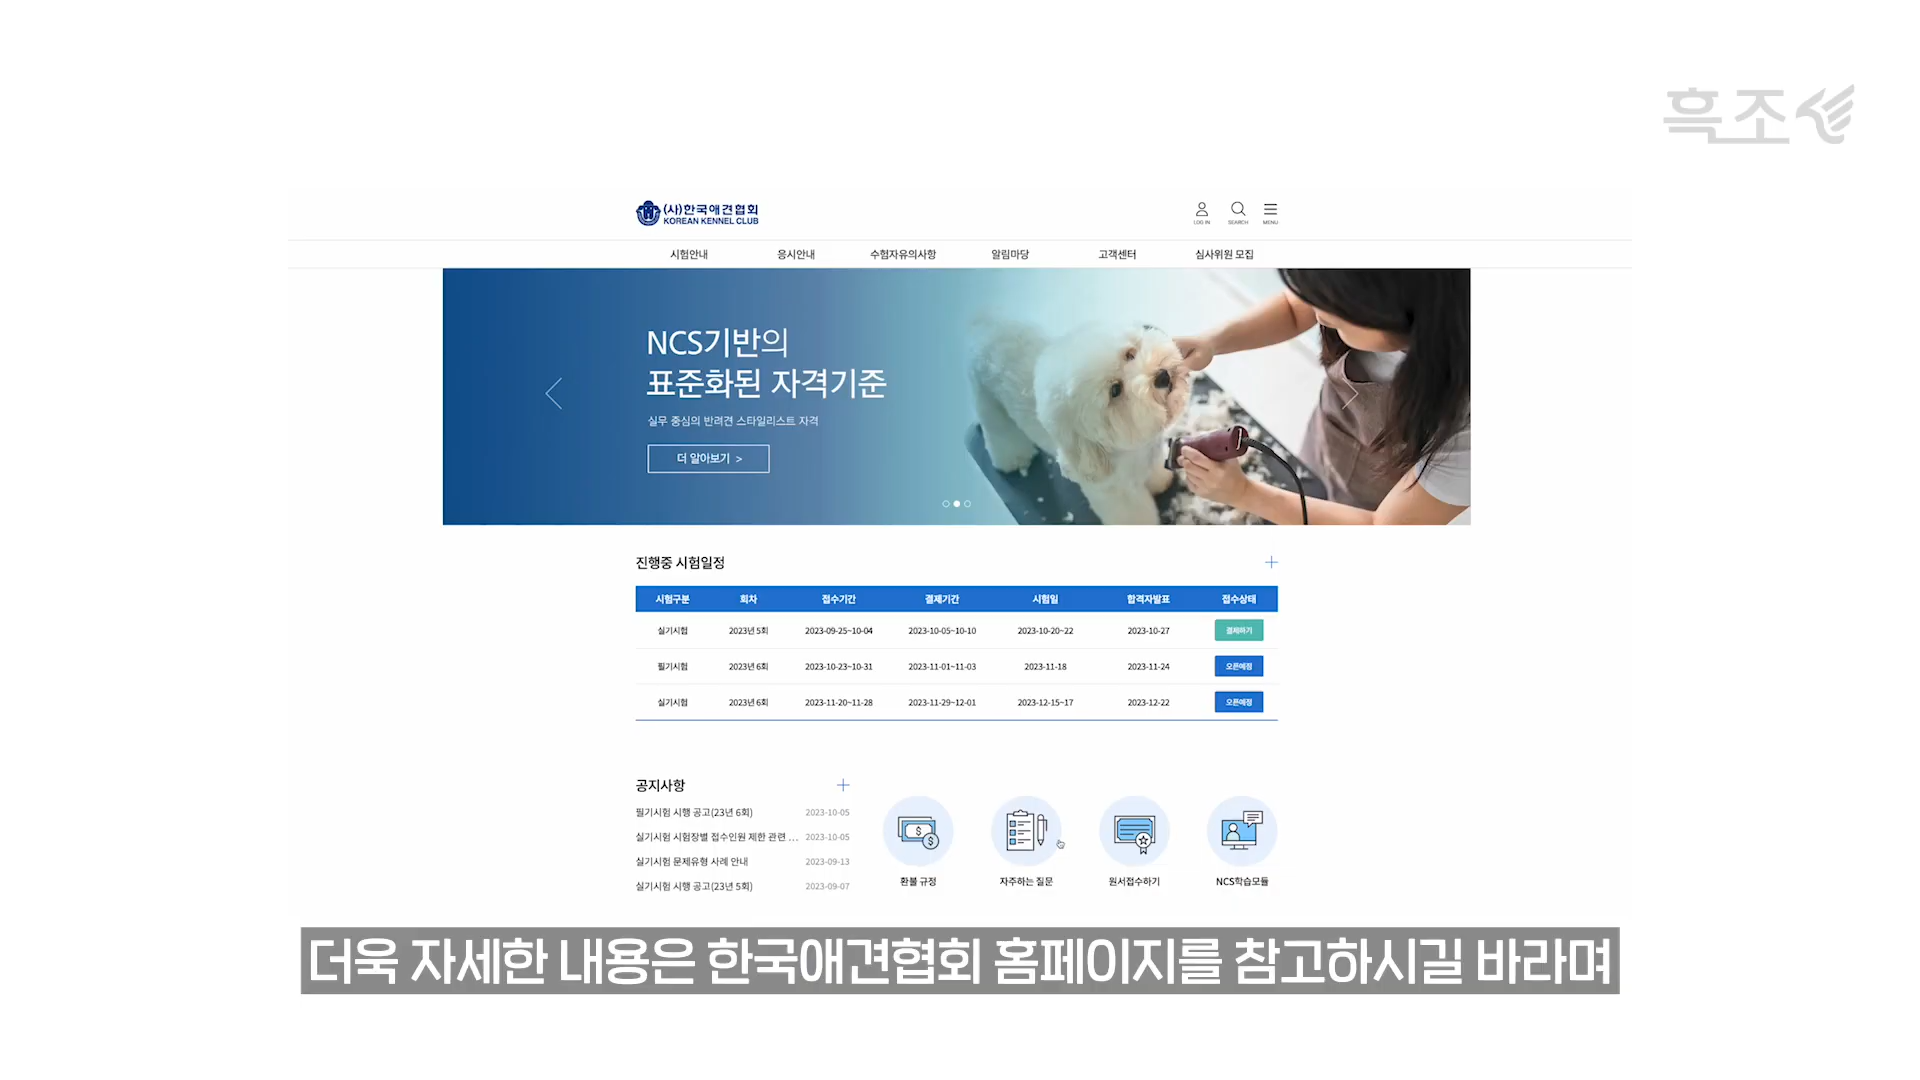 흑조
(사)한국애견협회
KOREAN KENNEL CLUB
LOG IN SEARCH MENU
시험안내 응시안내 수험자유의사항 알림마당 고객센터 심사위원 모집
NCS기반의
표준화된 자격기준
실무 중심의 반려견 스타일리스트 자격
더 알아보기 >
진행중 시험일정
시험구분 회차 접수기간 결제기간 시험일 합격자발표 접수상태
실기시험 2023년 5회 2023-09-25~10-04 2023-10-05~10-10 2023-10-20~22 2023-10-27 결제하기
필기시험 2023년 6회 2023-10-23~10-31 2023-11-01~11-03 2023-11-18 2023-11-24 오픈예정
실기시험 2023년 6회 2023-11-20~11-28 2023-11-29~12-01 2023-12-15~17 2023-12-22 오픈예정
공지사항
필기시험 시행 공고(23년 6회) 2023-10-05
실기시험 시험장별 접수인원 제한 관련 ... 2023-10-05
실기시험 문제유형 사례 안내 2023-09-13
실기시험 시행 공고(23년 5회) 2023-09-07
환불 규정 자주하는 질문 원서접수하기 NCS학습모듈
더욱 자세한 내용은 한국애견협회 홈페이지를 참고하시길 바라며